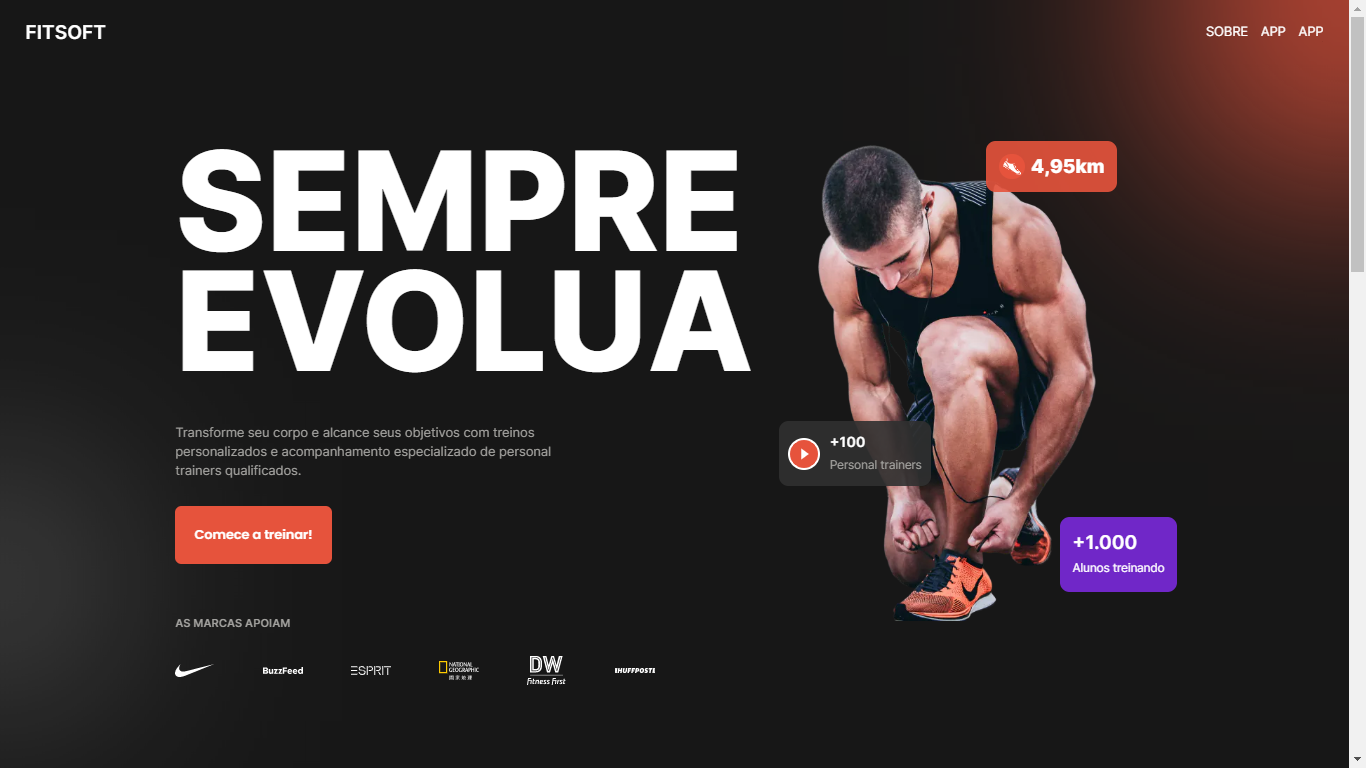 FITSOFT
SOBRE APP APP
SEMPRE
EVOLUA
4,95km
Transforme seu corpo e alcance seus objetivos com treinos
personalizados e acompanhamento especializado de personal
trainers qualificados.
+100
Personal trainers
Comece a treinar!
+1.000
Alunos treinando
AS MARCAS APOIAM
BuzzFeed
ESPRIT
NATIONAL
GEOGRAPHIC
DW
fitness first